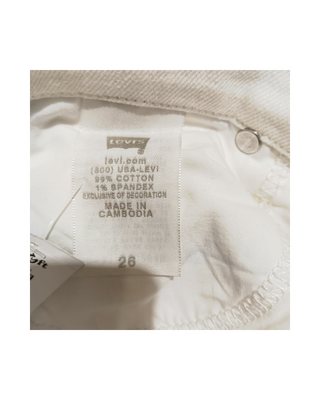 Levi's
levi.com
(800) USA-LEVI
99% COTTON
1% SPANDEX
EXCLUSIVE OF DECORATION
MADE IN
CAMBODIA
26